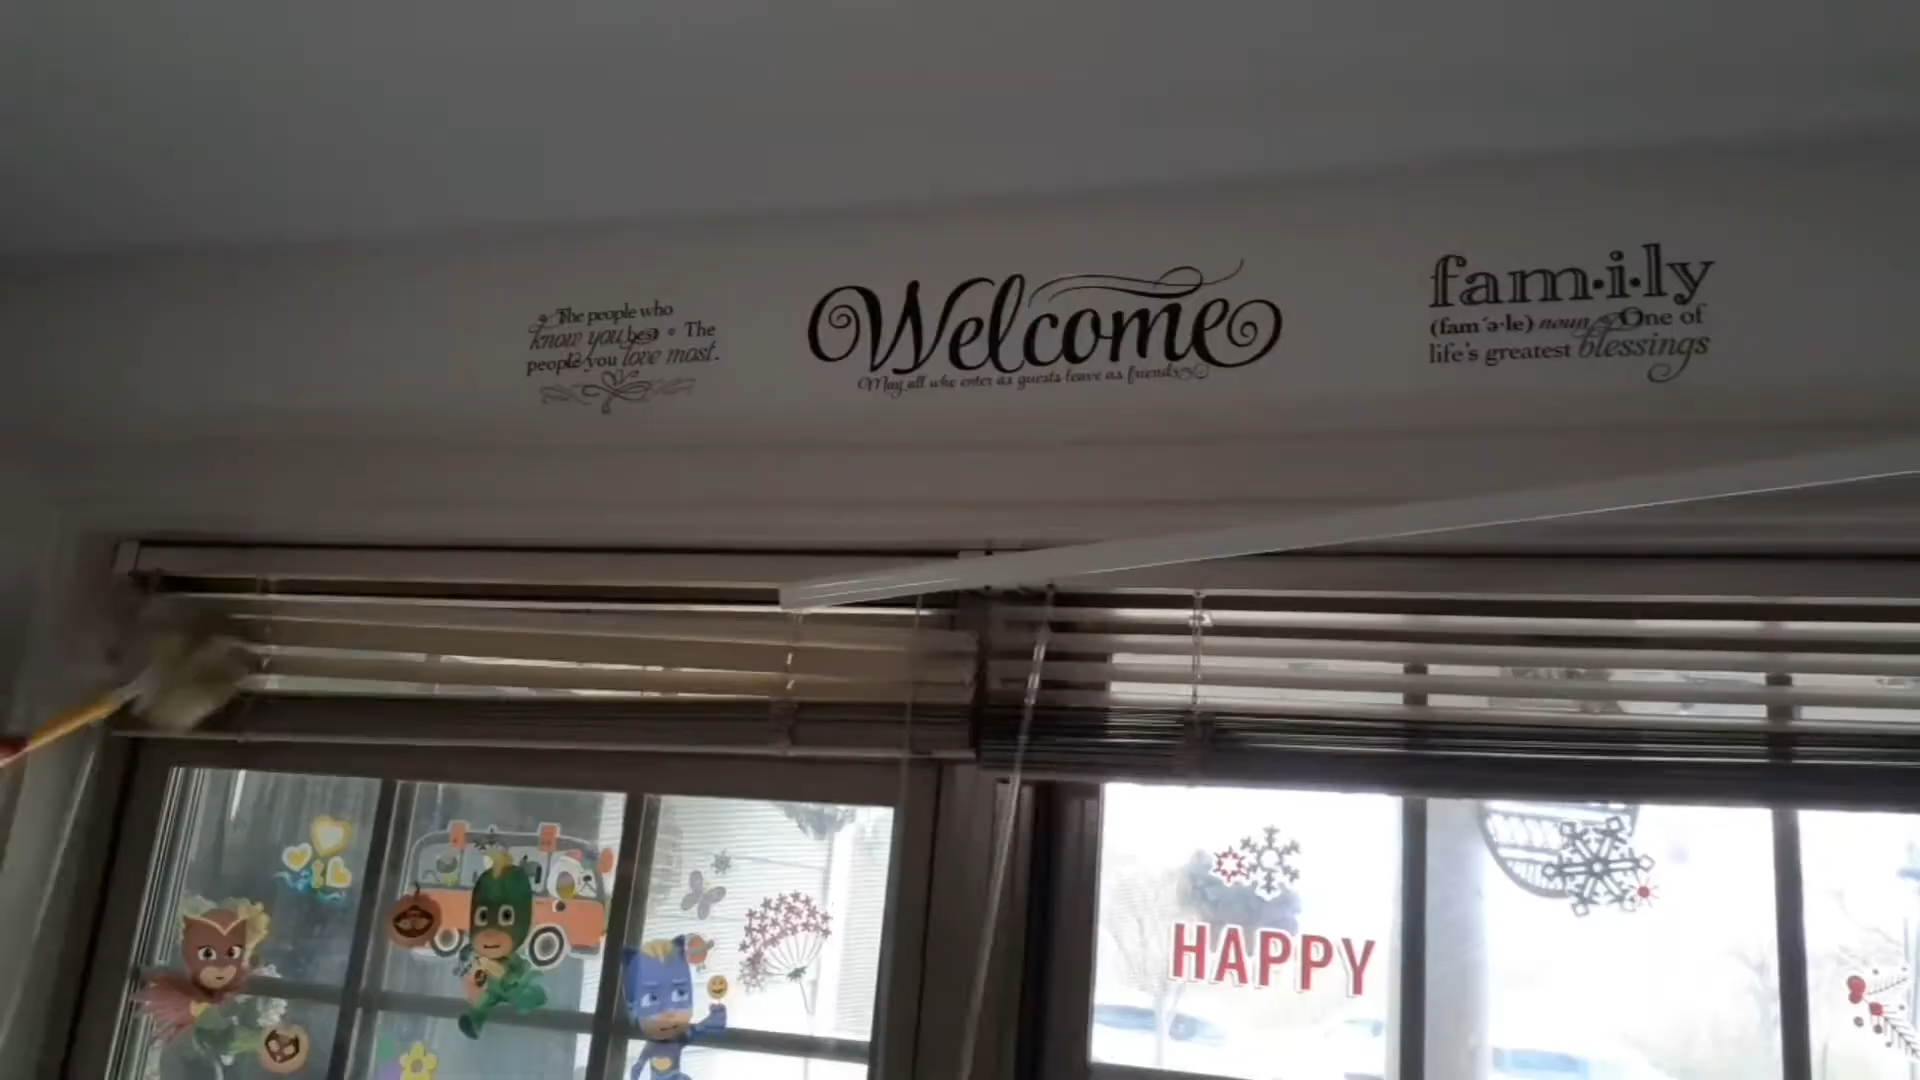 The people who
know you best • The
people you love most.
Welcome
May all who enter as guests leave as friends
fam·i·ly
(fam´ə-le) noun One of
life's greatest blessings
HAPPY